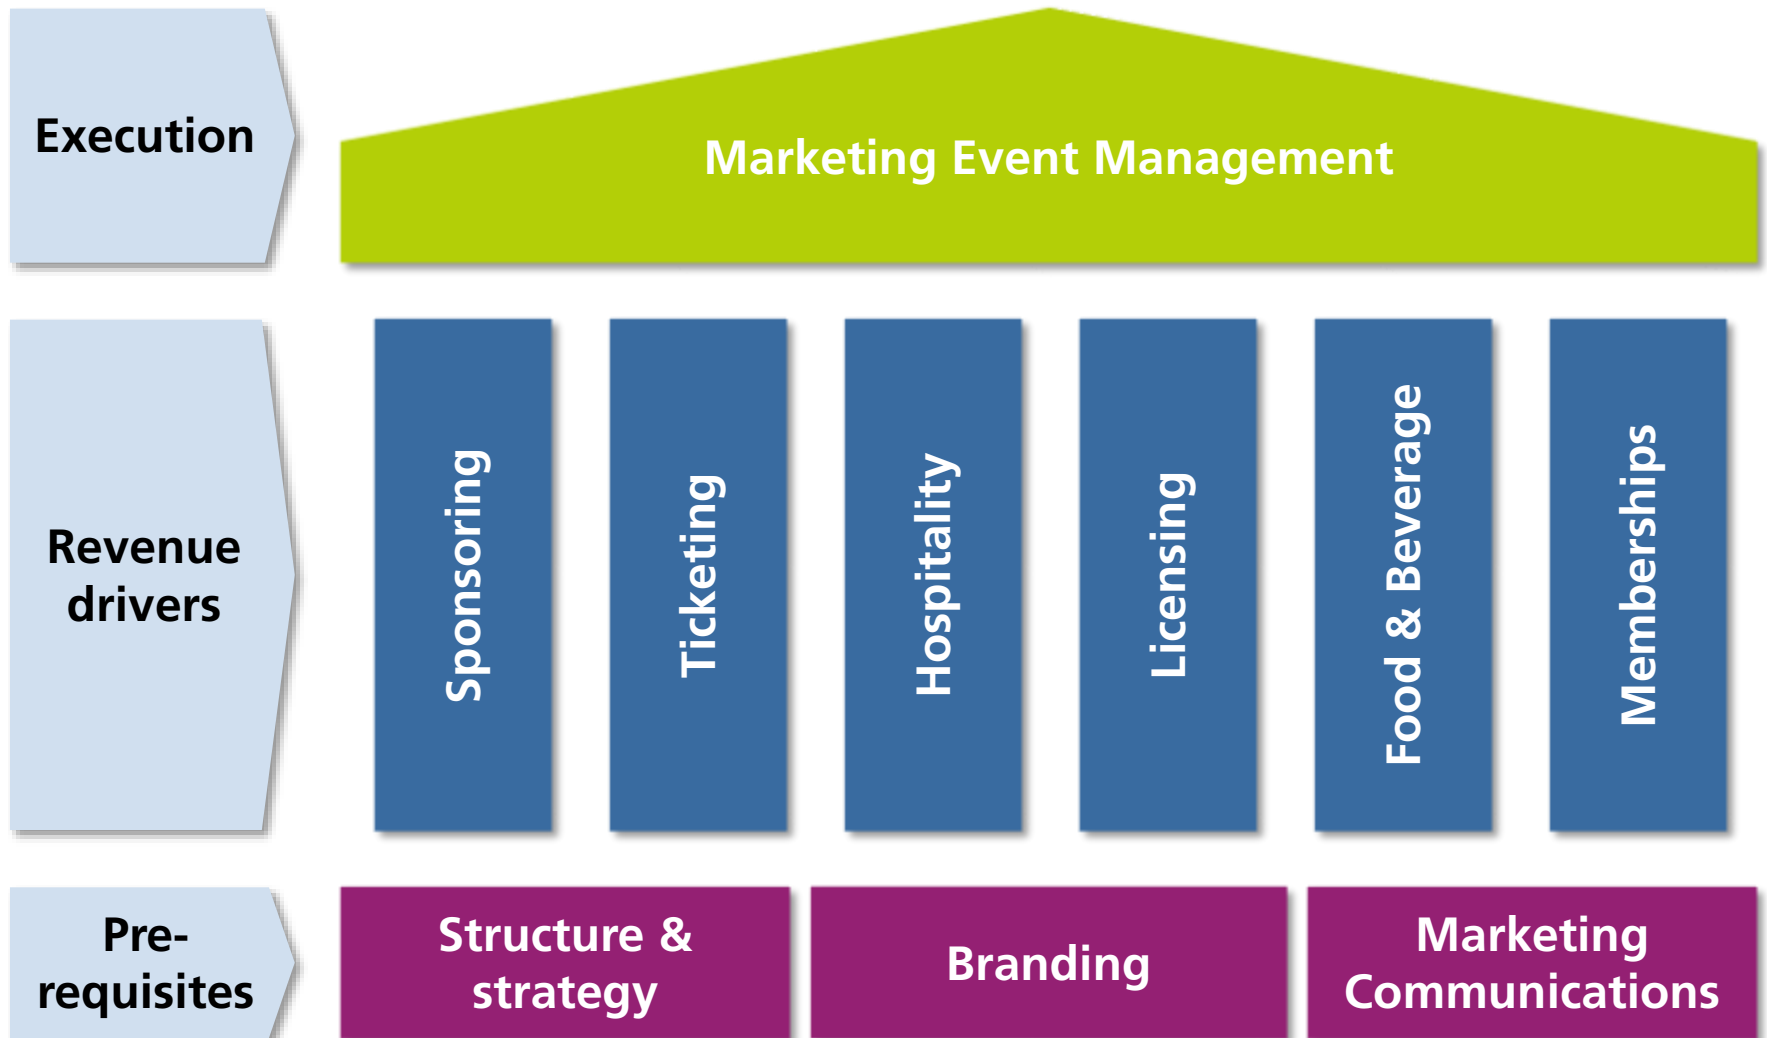 Execution
Marketing Event Management
Revenue
drivers
Sponsoring
Ticketing
Hospitality
Licensing
Food & Beverage
Memberships
Pre-
requisites
Structure &
strategy
Branding
Marketing
Communications